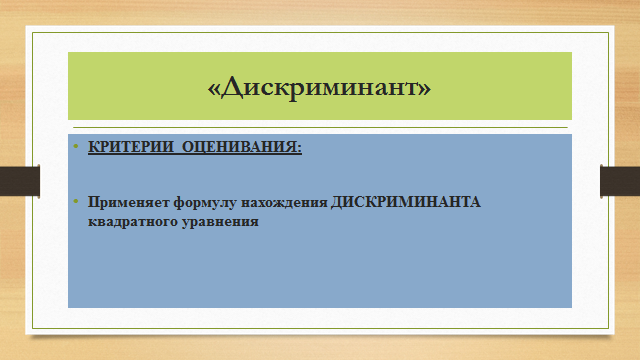 «Дискриминант»
КРИТЕРИИ ОЦЕНИВАНИЯ:
Применяет формулу нахождения ДИСКРИМИНАНТА
квадратного уравнения